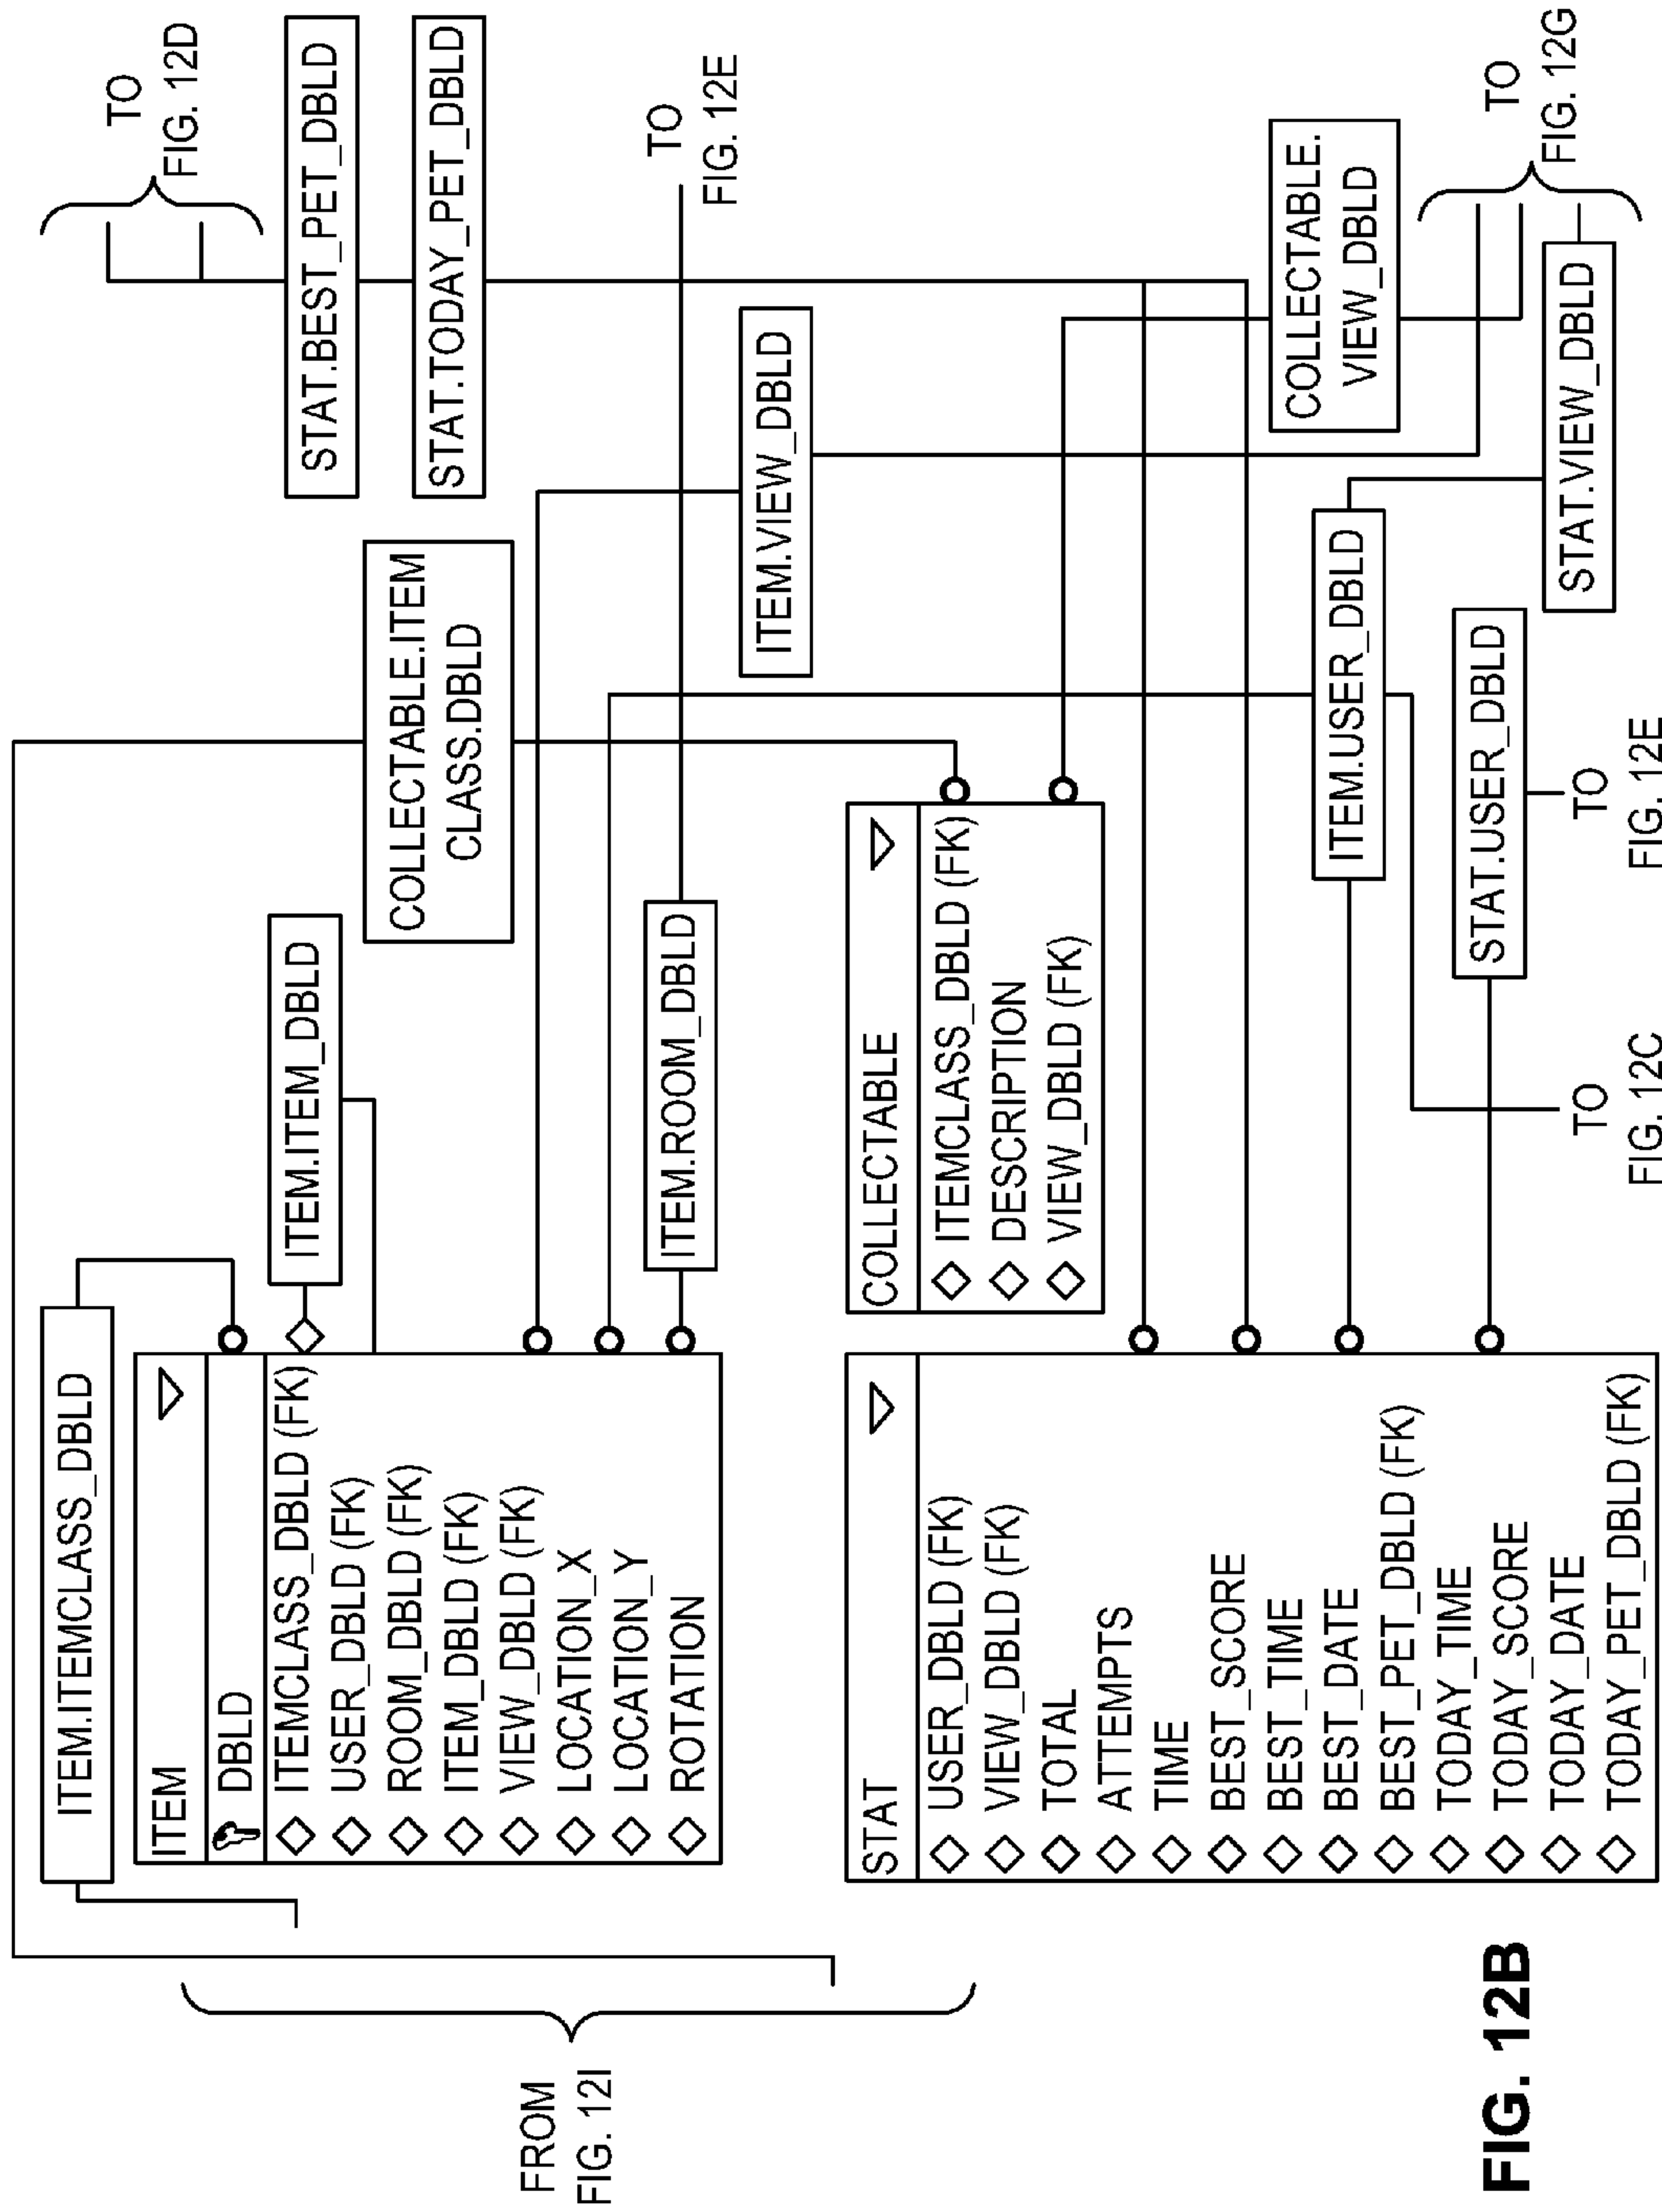 FROM
FIG. 12I
ITEM.ITEMCLASS_DBLD
ITEM
DBLD
ITEMCLASS_DBLD (FK)
USER_DBLD (FK)
ROOM_DBLD (FK)
ITEM_DBLD (FK)
VIEW_DBLD (FK)
LOCATION_X
LOCATION_Y
ROTATION
ITEM.ITEM_DBLD
ITEM.ROOM_DBLD
COLLECTABLE.ITEM
CLASS.DBLD
STAT.BEST_PET_DBLD
STAT.TODAY_PET_DBLD
TO
FIG. 12D
TO
FIG. 12E
ITEM.VIEW_DBLD
COLLECTABLE
ITEMCLASS_DBLD (FK)
DESCRIPTION
VIEW_DBLD (FK)
STAT
USER_DBLD (FK)
VIEW_DBLD (FK)
TOTAL
ATTEMPTS
TIME
BEST_SCORE
BEST_TIME
BEST_DATE
BEST_PET_DBLD (FK)
TODAY_TIME
TODAY_SCORE
TODAY_DATE
TODAY_PET_DBLD (FK)
COLLECTABLE.
VIEW_DBLD
ITEM.USER_DBLD
STAT.USER_DBLD
STAT.VIEW_DBLD
TO
FIG. 12G
TO
FIG. 12C
TO
FIG. 12E
FIG. 12B